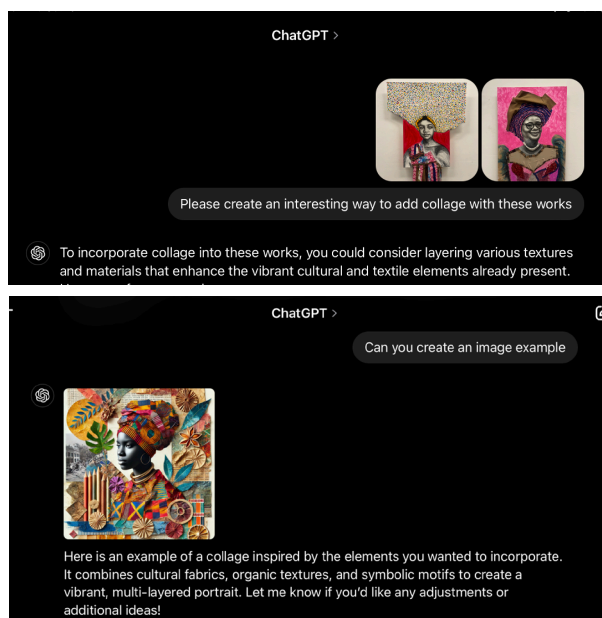 ChatGPT >
Please create an interesting way to add collage with these works
To incorporate collage into these works, you could consider layering various textures
and materials that enhance the vibrant cultural and textile elements already present.
ChatGPT >
Can you create an image example
Here is an example of a collage inspired by the elements you wanted to incorporate.
It combines cultural fabrics, organic textures, and symbolic motifs to create a
vibrant, multi-layered portrait. Let me know if you'd like any adjustments or
additional ideas!